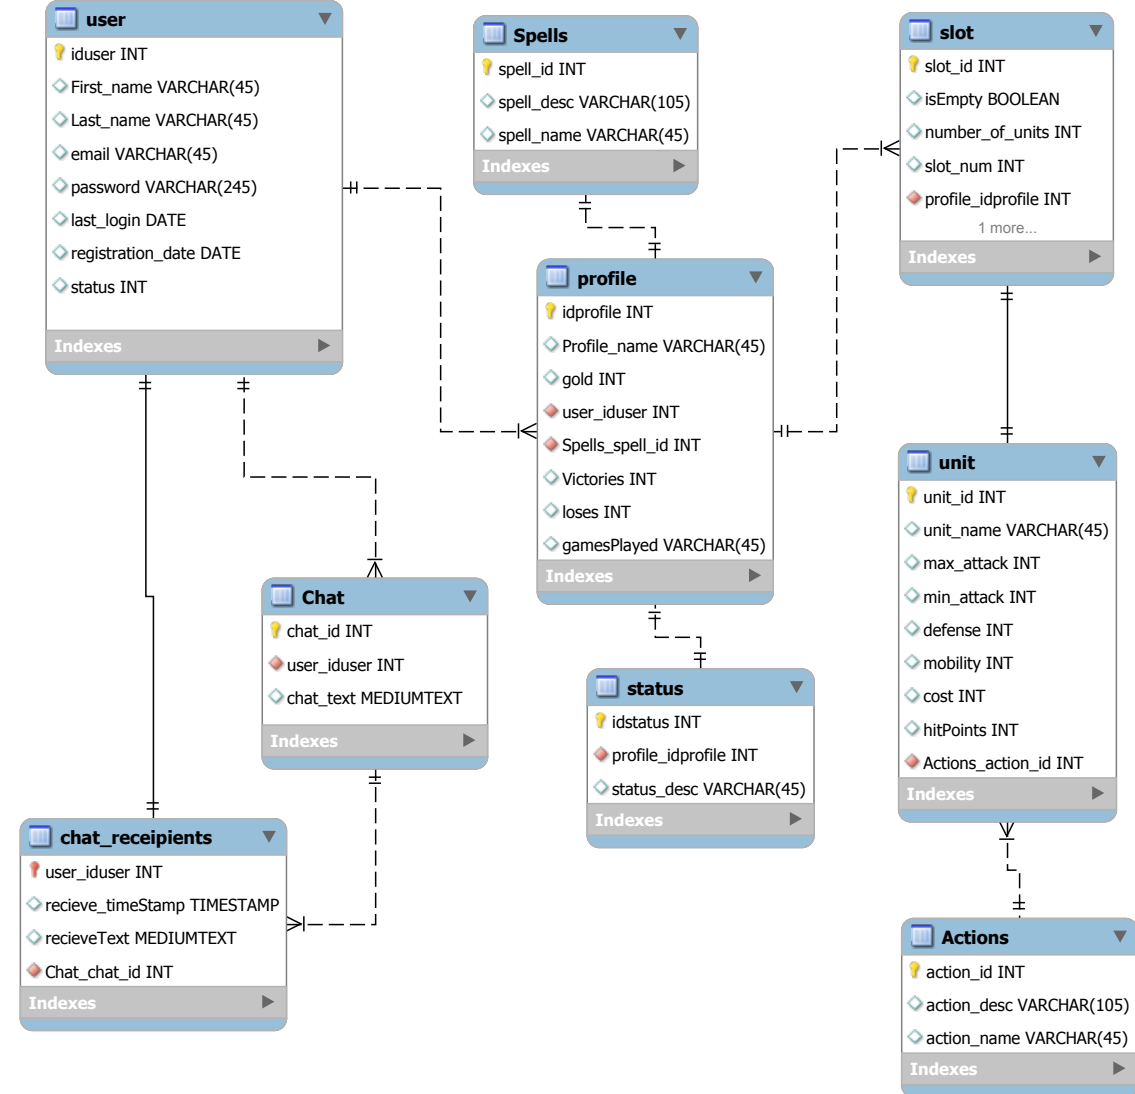 user
iduser INT
First_name VARCHAR(45)
Last_name VARCHAR(45)
email VARCHAR(45)
password VARCHAR(245)
last_login DATE
registration_date DATE
status INT
Indexes
Spells
spell_id INT
spell_desc VARCHAR(105)
spell_name VARCHAR(45)
Indexes
slot
slot_id INT
isEmpty BOOLEAN
number_of_units INT
slot_num INT
profile_idprofile INT
1 more...
Indexes
profile
idprofile INT
Profile_name VARCHAR(45)
gold INT
user_iduser INT
Spells_spell_id INT
Victories INT
loses INT
gamesPlayed VARCHAR(45)
Indexes
unit
unit_id INT
unit_name VARCHAR(45)
max_attack INT
min_attack INT
defense INT
mobility INT
cost INT
hitPoints INT
Actions_action_id INT
Indexes
Chat
chat_id INT
user_iduser INT
chat_text MEDIUMTEXT
Indexes
status
idstatus INT
profile_idprofile INT
status_desc VARCHAR(45)
Indexes
chat_receipients
user_iduser INT
recieve_timeStamp TIMESTAMP
recieveText MEDIUMTEXT
Chat_chat_id INT
Indexes
Actions
action_id INT
action_desc VARCHAR(105)
action_name VARCHAR(45)
Indexes